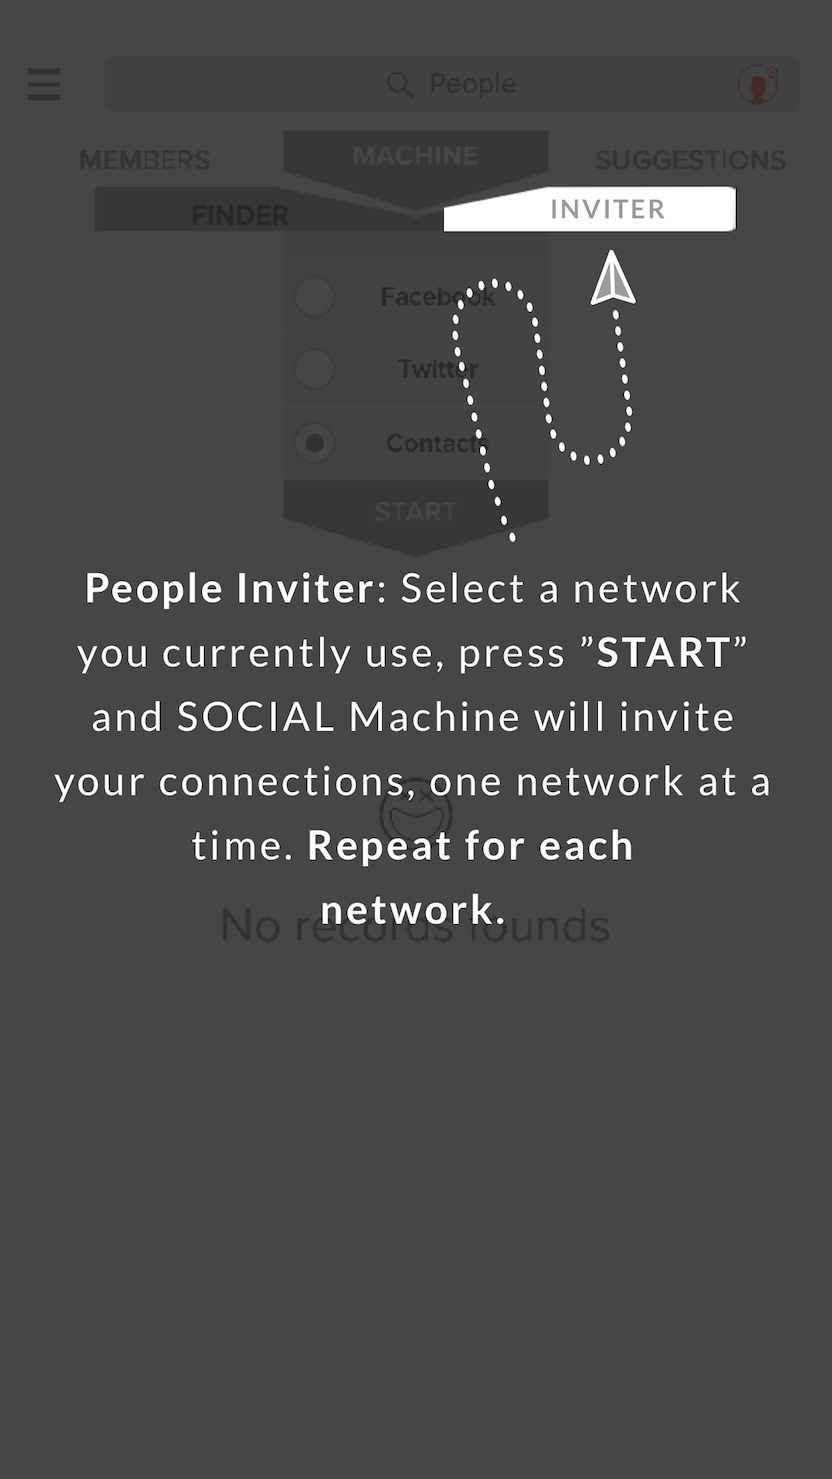 People
MEMBERS
MACHINE
SUGGESTIONS
FINDER
INVITER
Facebook
Twitter
Contacts
START
People Inviter: Select a network
you currently use, press ”START”
and SOCIAL Machine will invite
your connections, one network at a
time. Repeat for each
network.
No records founds